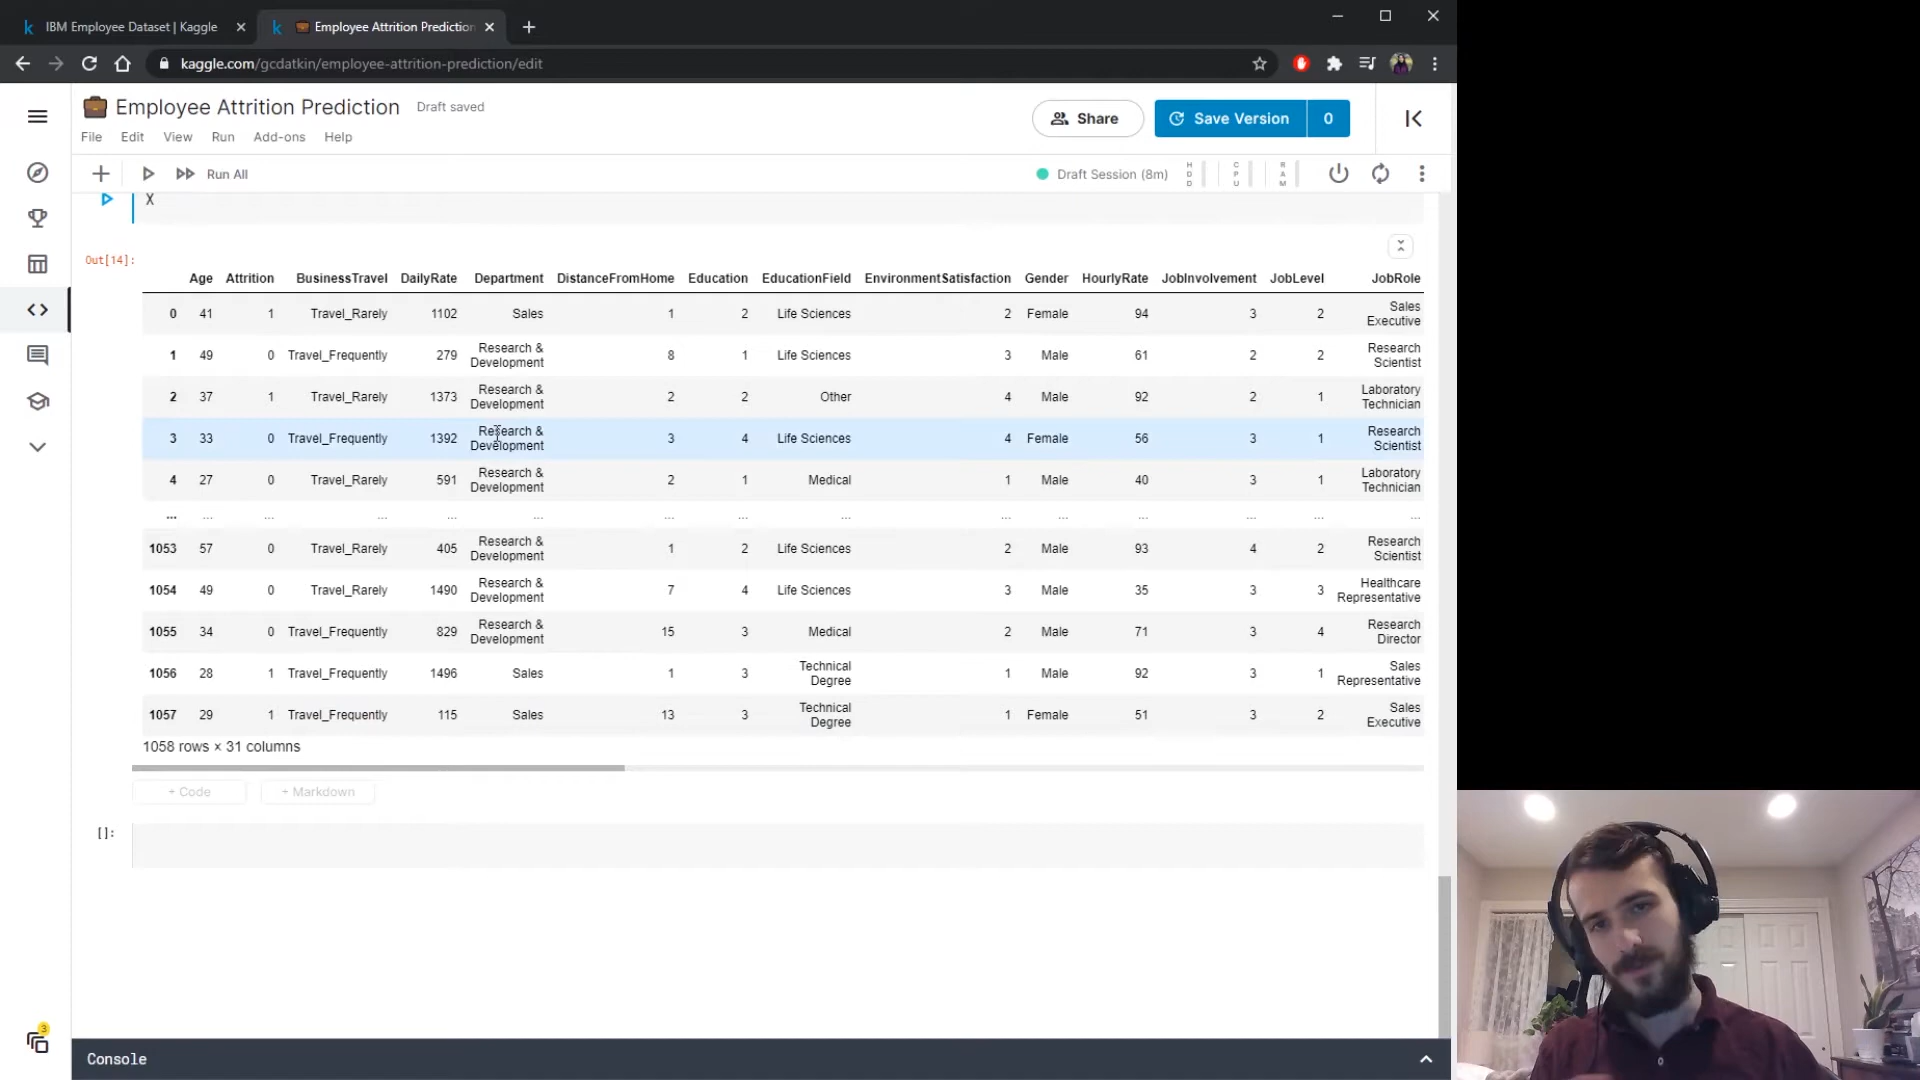 IBM Employee Dataset | Kaggle
Employee Attrition Prediction
kaggle.com/gcdatkin/employee-attrition-prediction/edit
Employee Attrition Prediction Draft saved
Share
Save Version 0
File Edit View Run Add-ons Help
Run All
Draft Session (8m)
HDD CPU RAM
X
Out[14]:
Age Attrition BusinessTravel DailyRate Department DistanceFromHome Education EducationField EnvironmentSatisfaction Gender HourlyRate JobInvolvement JobLevel JobRole
0 41 1 Travel_Rarely 1102 Sales 1 2 Life Sciences 2 Female 94 3 2 Sales Executive
1 49 0 Travel_Frequently 279 Research & Development 8 1 Life Sciences 3 Male 61 2 2 Research Scientist
2 37 1 Travel_Rarely 1373 Research & Development 2 2 Other 4 Male 92 2 1 Laboratory Technician
3 33 0 Travel_Frequently 1392 Research & Development 3 4 Life Sciences 4 Female 56 3 1 Research Scientist
4 27 0 Travel_Rarely 591 Research & Development 2 1 Medical 1 Male 40 3 1 Laboratory Technician
... ... ... ... ... ... ... ... ... ... ... ... ... ... ...
1053 57 0 Travel_Rarely 405 Research & Development 1 2 Life Sciences 2 Male 93 4 2 Research Scientist
1054 49 0 Travel_Rarely 1490 Research & Development 7 4 Life Sciences 3 Male 35 3 3 Healthcare Representative
1055 34 0 Travel_Frequently 829 Research & Development 15 3 Medical 2 Male 71 3 4 Research Director
1056 28 1 Travel_Frequently 1496 Sales 1 3 Technical Degree 1 Male 92 3 1 Sales Representative
1057 29 1 Travel_Frequently 115 Sales 13 3 Technical Degree 1 Female 51 3 2 Sales Executive
1058 rows × 31 columns
+ Code + Markdown
[]:
3
Console